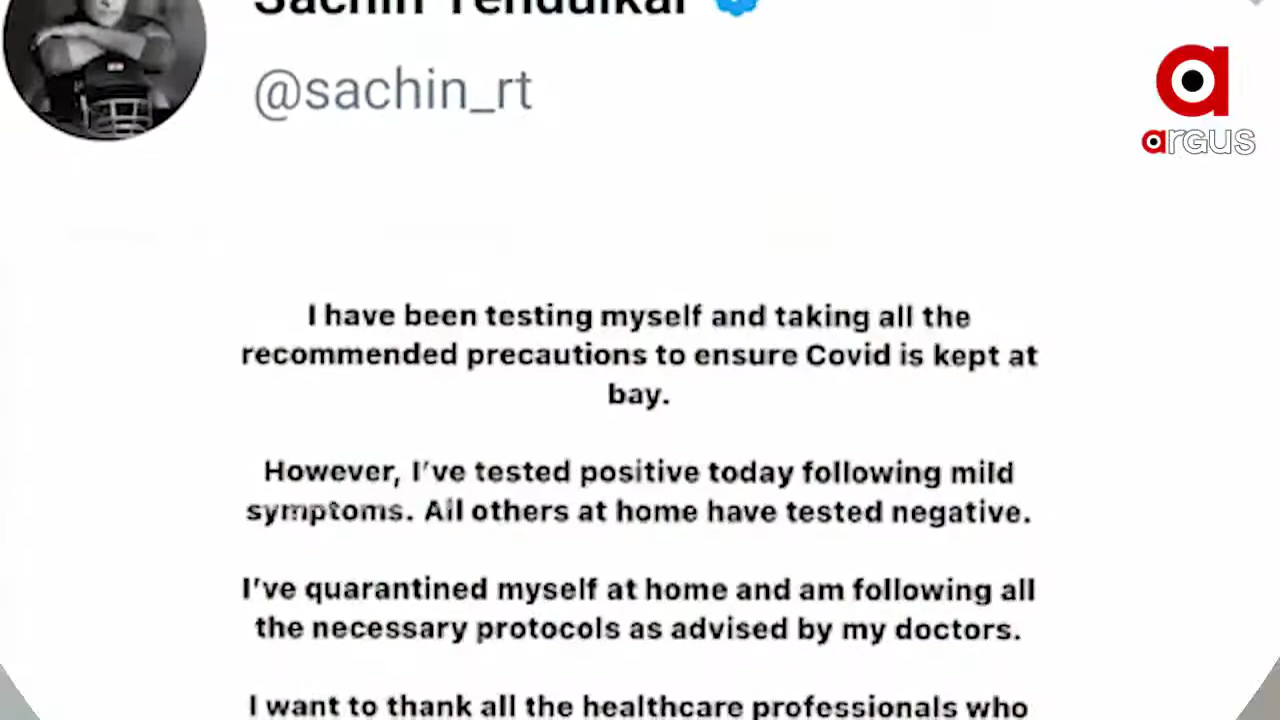 Sachin Tendulkar
@sachin_rt
argus
I have been testing myself and taking all the
recommended precautions to ensure Covid is kept at
bay.
However, I've tested positive today following mild
symptoms. All others at home have tested negative.
I've quarantined myself at home and am following all
the necessary protocols as advised by my doctors.
I want to thank all the healthcare professionals who